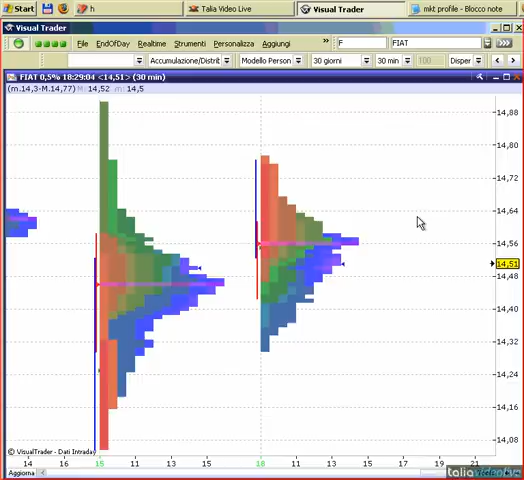 Start
h
Talia Video Live
Visual Trader
mkt profile - Blocco note
Visual Trader
File EndOfDay Realtime Strumenti Personalizza Aggiungi F FIAT
Accumulazione/Distrib Modello Person 30 giorni 30 min 100 Disper
FIAT 0,5% 18:29:04 <14,51> (30 min)
(m.14,3-M.14,77) M: 14,52 m: 14,5
14,88
14,80
14,72
14,64
14,56
14,51
14,48
14,40
14,32
14,24
14,16
14,08
© VisualTrader - Dati Intraday
14 16 15 11 13 15 18 11 13 15 17 19 21
Aggiorna